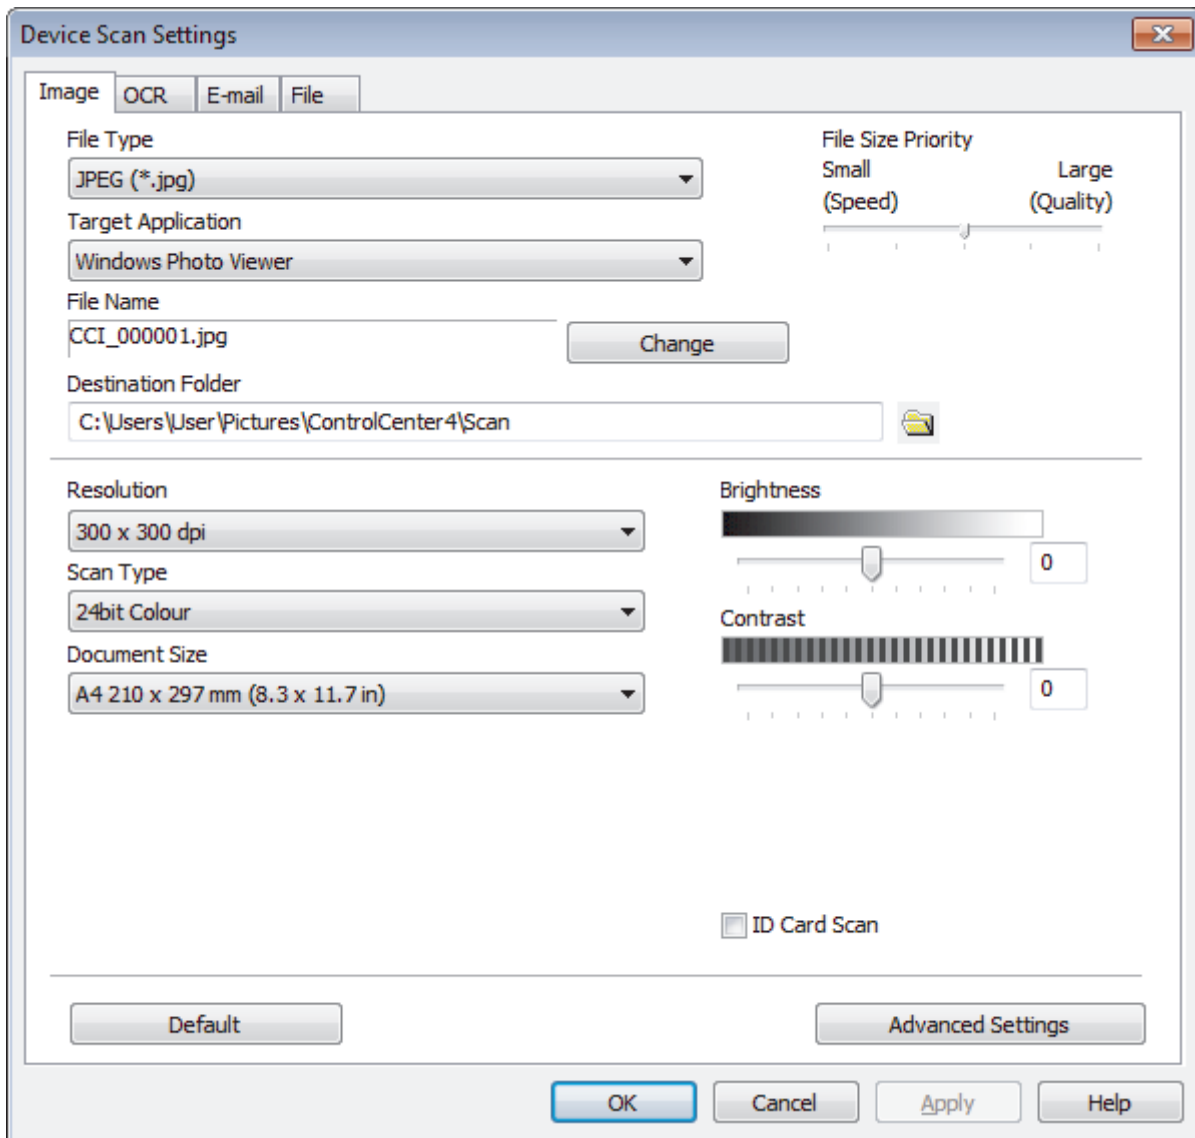 Device Scan Settings
Image OCR E-mail File
File Type
JPEG (*.jpg)
Target Application
Windows Photo Viewer
File Name
CCI_000001.jpg
Change
Destination Folder
C:\Users\User\Pictures\ControlCenter4\Scan
File Size Priority
Small Large
(Speed) (Quality)
Resolution
300 x 300 dpi
Scan Type
24bit Colour
Document Size
A4 210 x 297 mm (8.3 x 11.7 in)
Brightness
0
Contrast
0
ID Card Scan
Default Advanced Settings
OK Cancel Apply Help